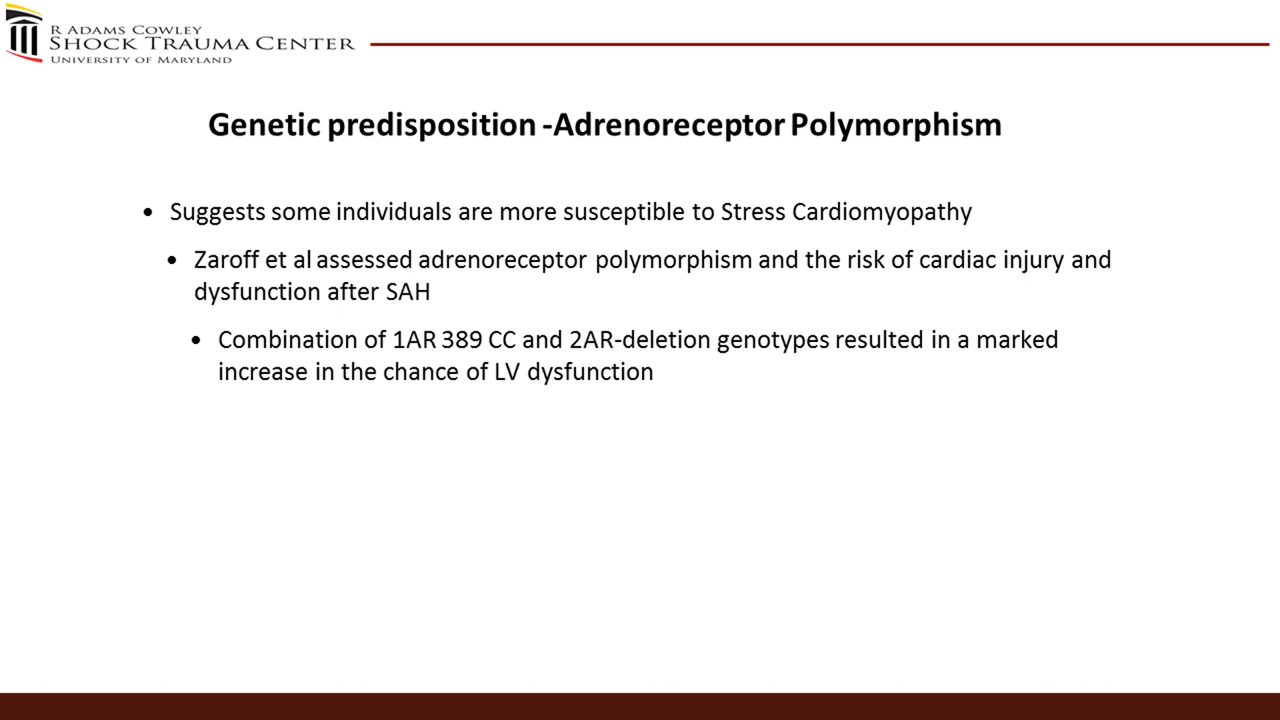 R ADAMS COWLEY
SHOCK TRAUMA CENTER
UNIVERSITY OF MARYLAND
Genetic predisposition -Adrenoreceptor Polymorphism
• Suggests some individuals are more susceptible to Stress Cardiomyopathy
• Zaroff et al assessed adrenoreceptor polymorphism and the risk of cardiac injury and
dysfunction after SAH
• Combination of 1AR 389 CC and 2AR-deletion genotypes resulted in a marked
increase in the chance of LV dysfunction